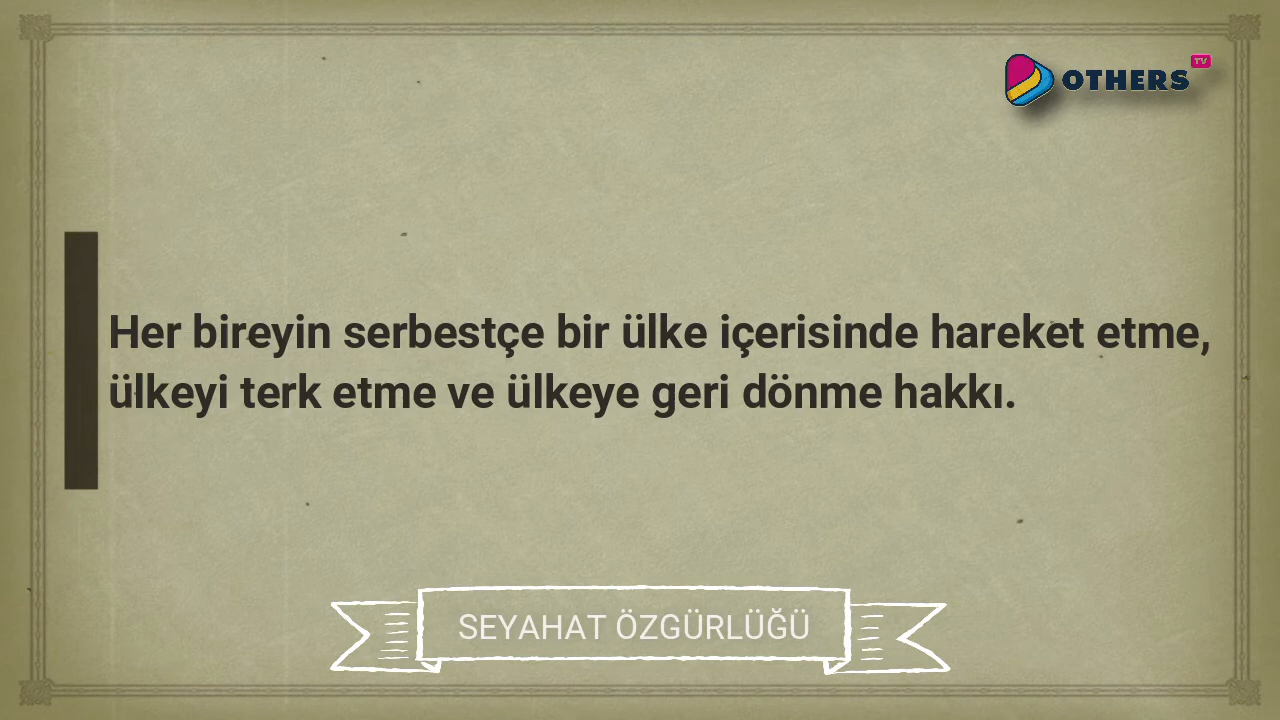 OTHERS TV
Her bireyin serbestçe bir ülke içerisinde hareket etme,
ülkeyi terk etme ve ülkeye geri dönme hakkı.
SEYAHAT ÖZGÜRLÜĞÜ